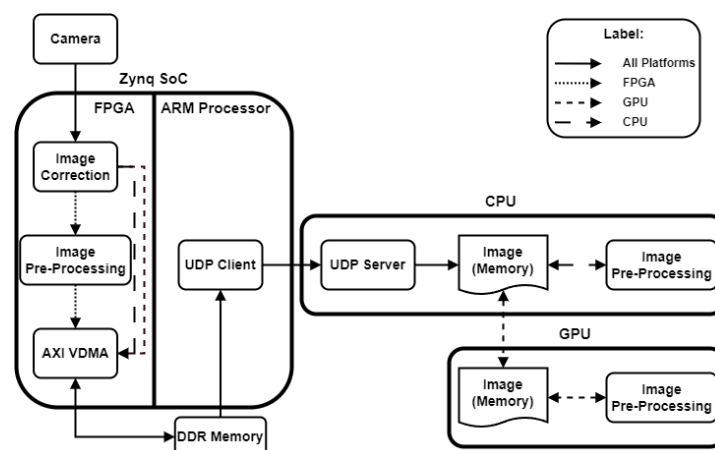 Camera
Label:
All Platforms
FPGA
GPU
CPU
Zynq SoC
FPGA
ARM Processor
Image
Correction
Image
Pre-Processing
AXI VDMA
UDP Client
DDR Memory
CPU
UDP Server
Image
(Memory)
Image
Pre-Processing
GPU
Image
(Memory)
Image
Pre-Processing